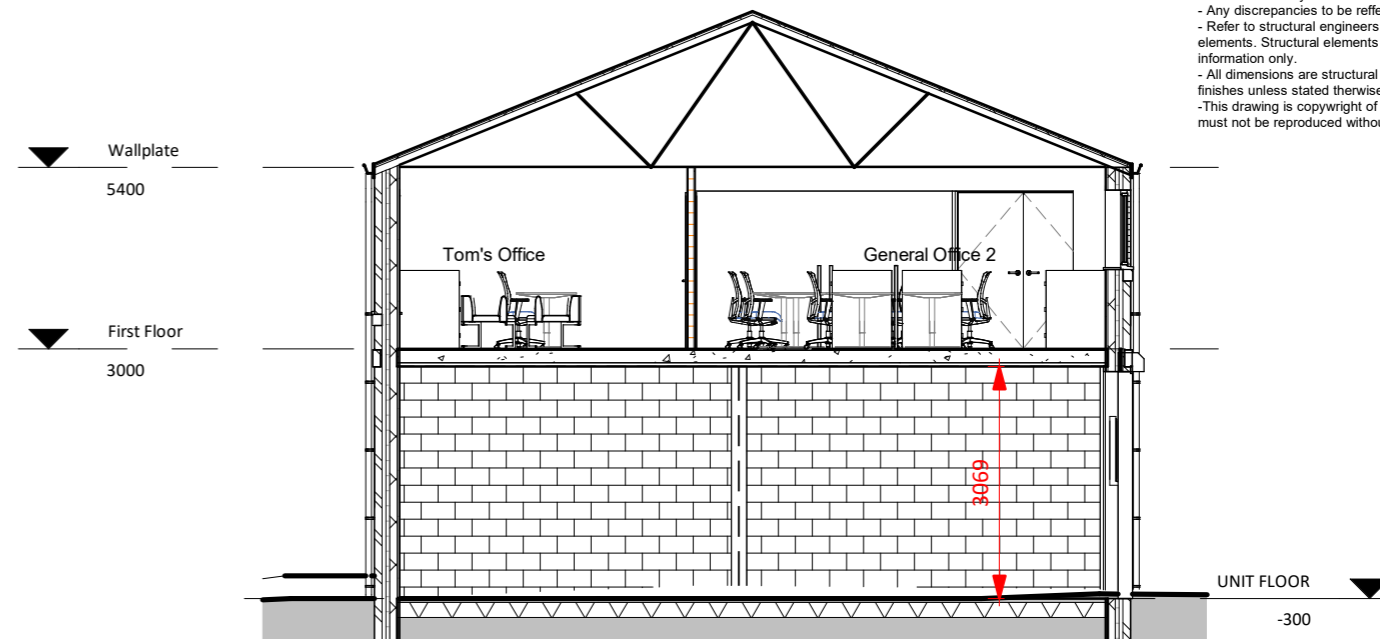 - Any discrepancies to be reffe
- Refer to structural engineers
elements. Structural elements
information only.
- All dimensions are structural
finishes unless stated therwise
-This drawing is copywright of
must not be reproduced withou
Wallplate
5400
Tom's Office
General Office 2
First Floor
3000
3069
UNIT FLOOR
-300